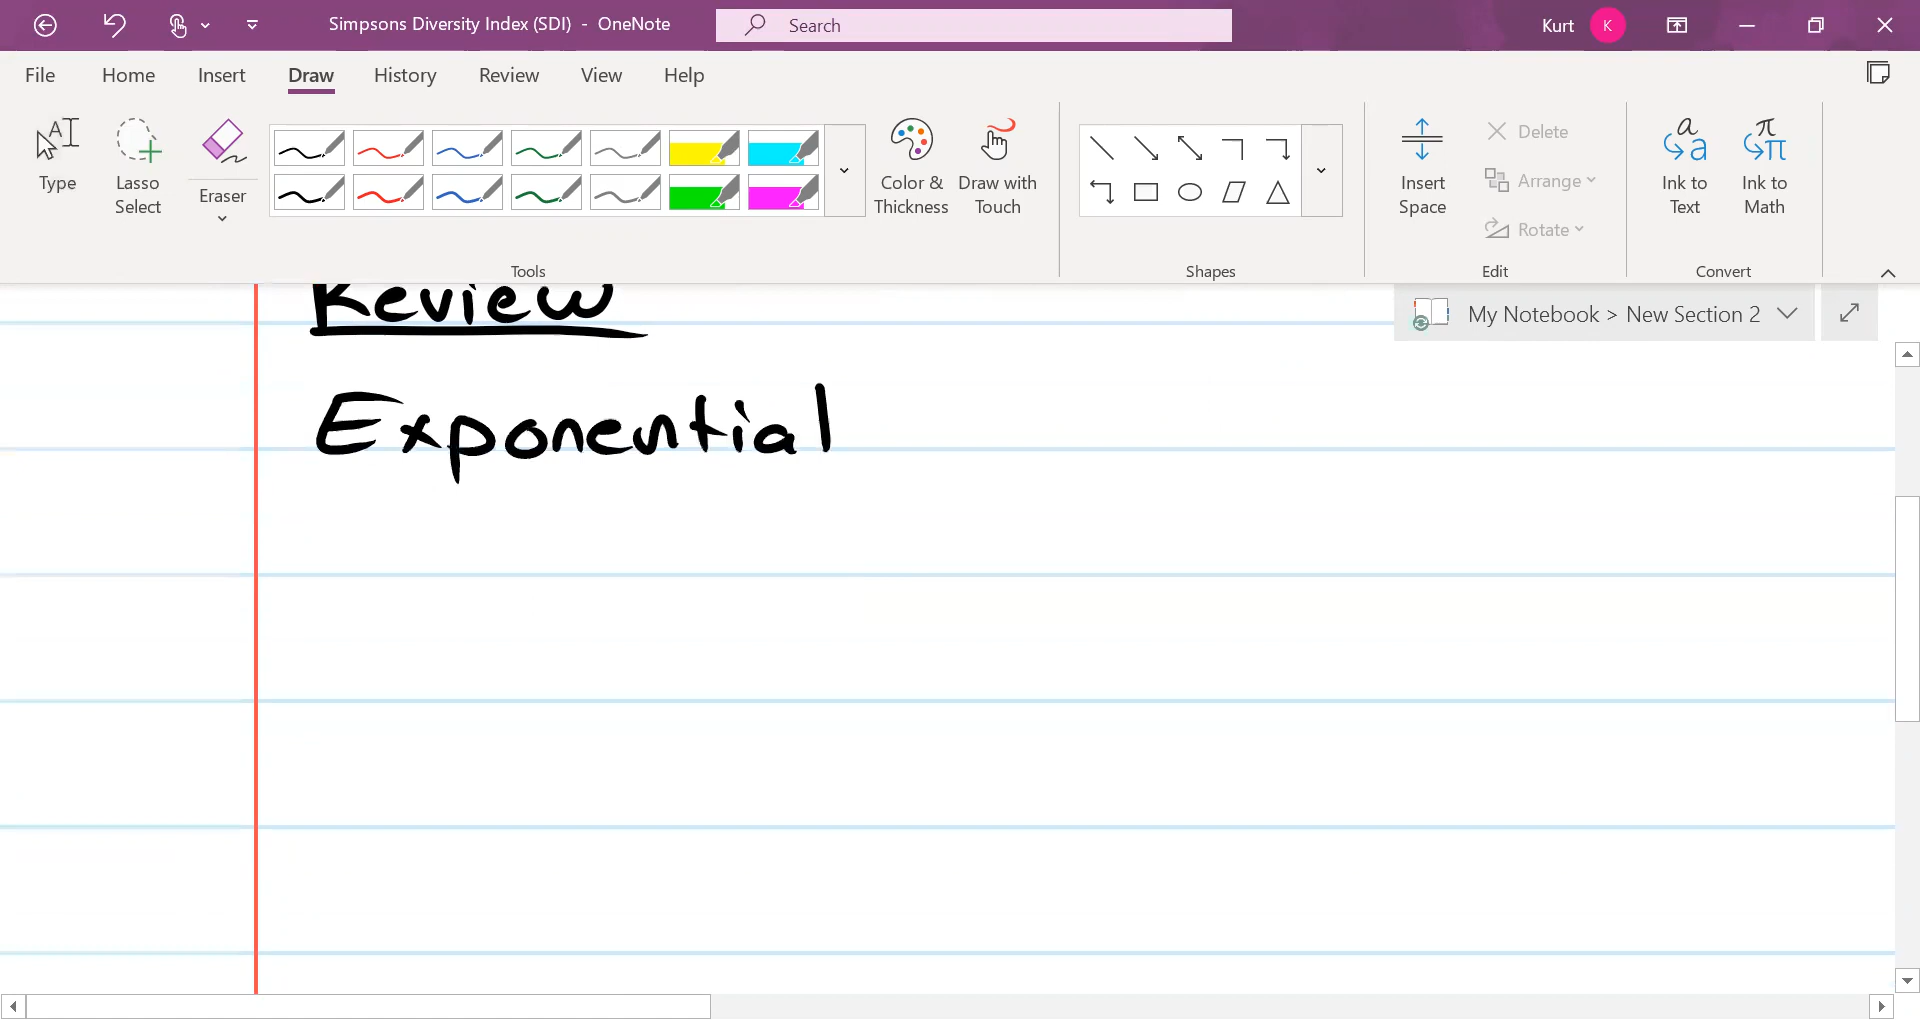 Simpsons Diversity Index (SDI) - OneNote
Search
Kurt K
File Home Insert Draw History Review View Help
Type
Lasso Select
Eraser
Color & Thickness
Draw with Touch
Insert Space
Delete
Arrange
Rotate
Ink to Text
Ink to Math
Tools
Shapes
Edit
Convert
My Notebook > New Section 2
Review
Exponential